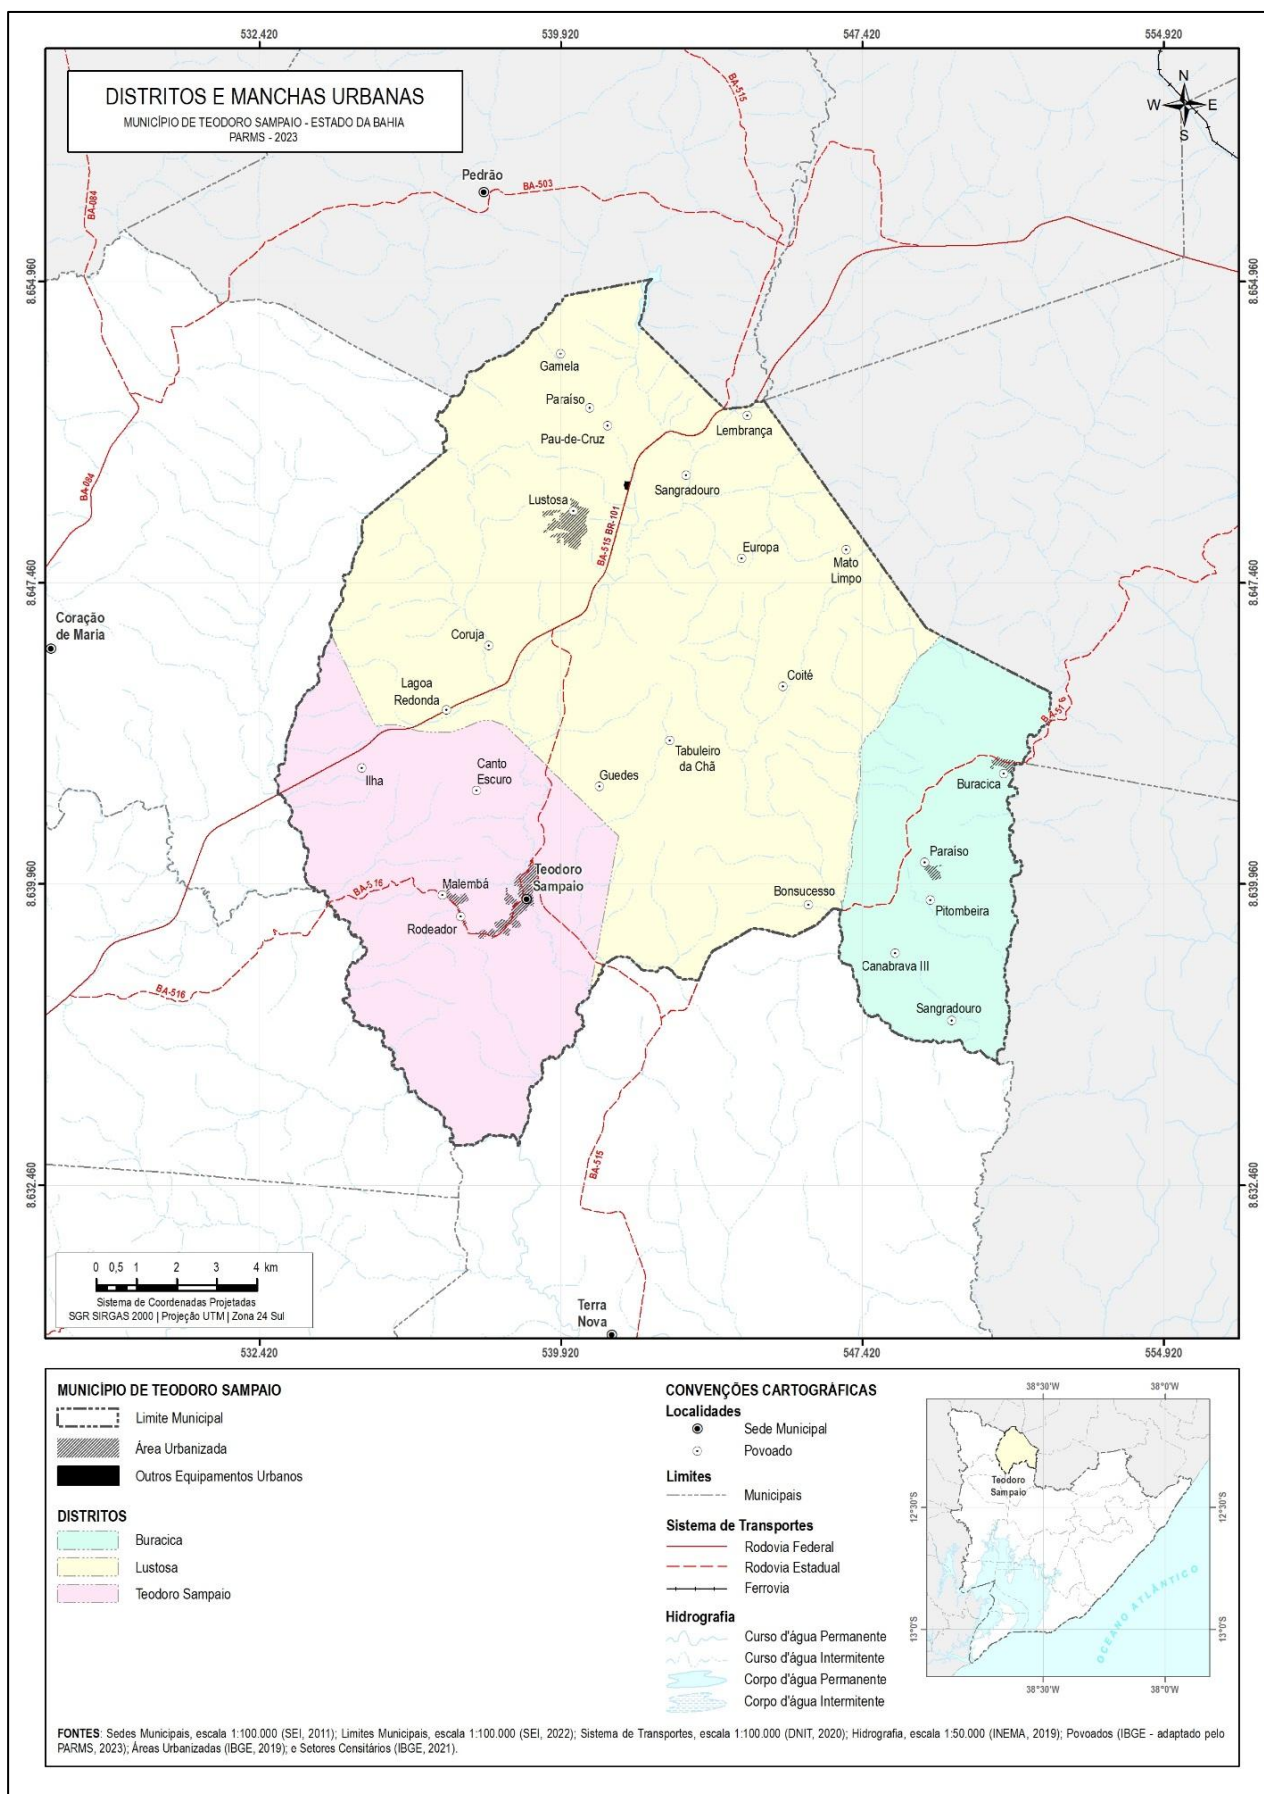 532.420
539.920
547.420
554.920
DISTRITOS E MANCHAS URBANAS
MUNICÍPIO DE TEODORO SAMPAIO - ESTADO DA BAHIA
PARMS - 2023
N
W E
S
BA-515
BA-084
Pedrão
BA-503
8.654.960
8.654.960
Gamela
Paraíso
Pau-de-Cruz
Lembrança
BA-084
Sangradouro
Lustosa
BA-515 BR-101
Europa
Mato
Limpo
8.647.460
8.647.460
Coração
de Maria
Coruja
Lagoa
Redonda
Coité
BA-516
Tabuleiro
da Chã
Canto
Escuro
Ilha
Guedes
Buracica
Paraíso
Teodoro
Sampaio
8.639.960
8.639.960
BA-516
Malembá
Bonsucesso
Pitombeira
Rodeador
Canabrava III
BA-516
Sangradouro
BA-515
8.632.460
8.632.460
0 0,5 1 2 3 4 km
Sistema de Coordenadas Projetadas
SGR SIRGAS 2000 | Projeção UTM | Zona 24 Sul
Terra
Nova
532.420
539.920
547.420
554.920
MUNICÍPIO DE TEODORO SAMPAIO
Limite Municipal
Área Urbanizada
Outros Equipamentos Urbanos
DISTRITOS
Buracica
Lustosa
Teodoro Sampaio
CONVENÇÕES CARTOGRÁFICAS
Localidades
Sede Municipal
Povoado
Limites
Municipais
Sistema de Transportes
Rodovia Federal
Rodovia Estadual
Ferrovia
Hidrografia
Curso d'água Permanente
Curso d'água Intermitente
Corpo d'água Permanente
Corpo d'água Intermitente
38°30'W
38°0'W
Teodoro
Sampaio
12°30'S
12°30'S
OCEANO ATLÂNTICO
13°0'S
13°0'S
38°30'W
38°0'W
FONTES: Sedes Municipais, escala 1:100.000 (SEI, 2011); Limites Municipais, escala 1:100.000 (SEI, 2022); Sistema de Transportes, escala 1:100.000 (DNIT, 2020); Hidrografia, escala 1:50.000 (INEMA, 2019); Povoados (IBGE - adaptado pelo
PARMS, 2023); Áreas Urbanizadas (IBGE, 2019); e Setores Censitários (IBGE, 2021).